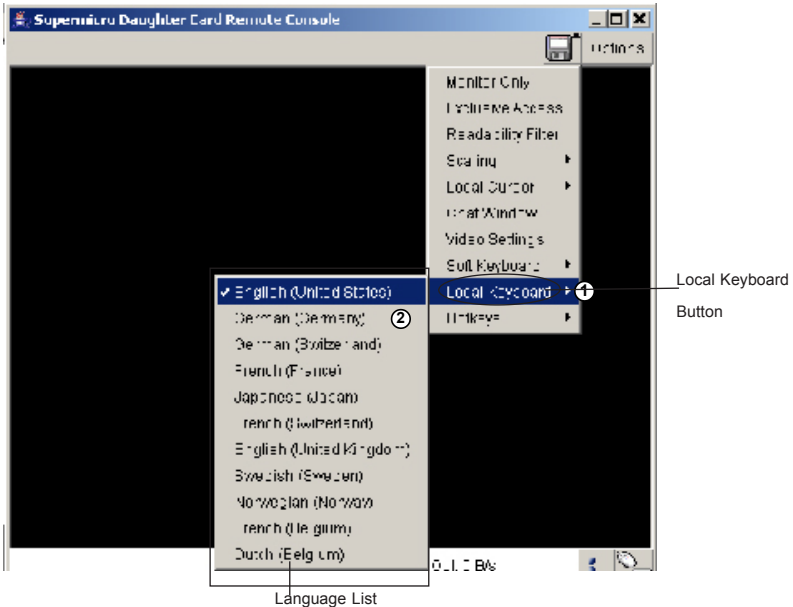 Supermicro Daughter Card Remote Console
Options
Monitor Only
Exclusive Access
Readability Filter
Scaling
Local Cursor
Chat Window
Video Settings
Soft Keyboard
Local Keyboard
1
Hotkeys
Local Keyboard
Button
English (United States)
German (Germany)
2
German (Switzerland)
French (France)
Japanese (Japan)
French (Switzerland)
English (United Kingdom)
Swedish (Sweden)
Norwegian (Norway)
French (Belgium)
Dutch (Belgium)
B/s
Language List